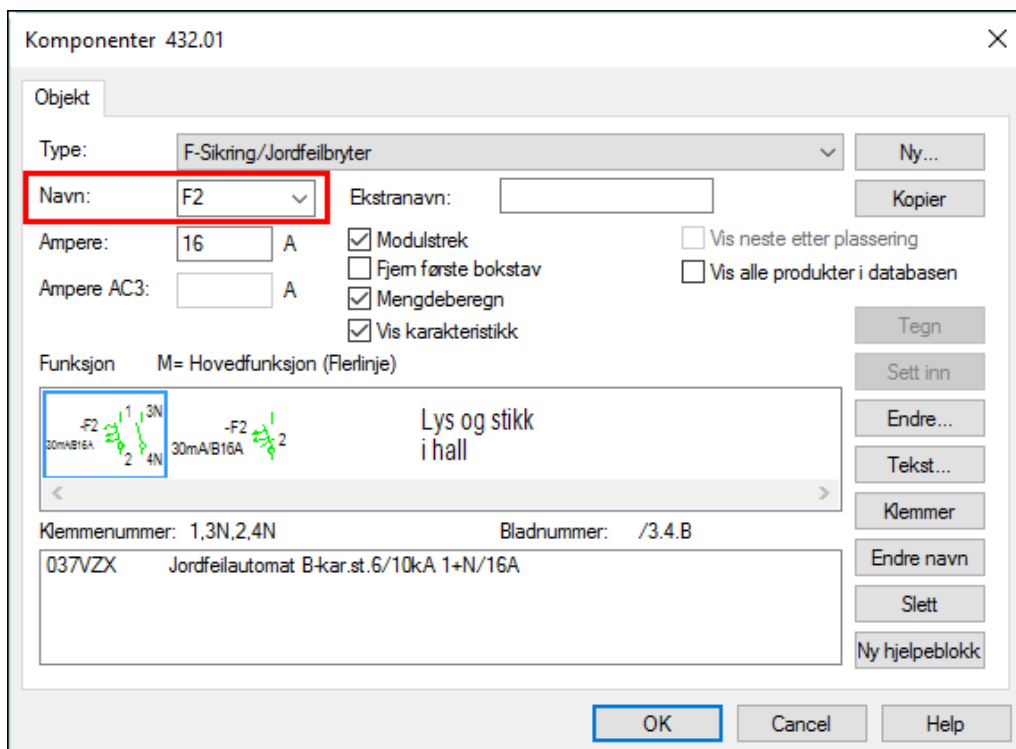 Komponenter 432.01
Objekt
Type: F-Sikring/Jordfeilbryter Ny...
Navn: F2 Ekstranavn: Kopier
Ampere: 16 A Modulstrek Vis neste etter plassering
Fjern første bokstav Vis alle produkter i databasen
Ampere AC3: A Mengdeberegn
Vis karakteristikk Tegn
Funksjon M= Hovedfunksjon (Flerlinje) Sett inn
-F2 30mA/B16A 1 3N 2 4N
-F2 30mA/B16A 2
Lys og stikk
i hall
Endre...
Tekst...
Klemmer
Klemmenummer: 1,3N,2,4N Bladnummer: /3.4.B
037VZX Jordfeilautomat B-kar.st.6/10kA 1+N/16A Endre navn
Slett
Ny hjelpeblokk
OK Cancel Help